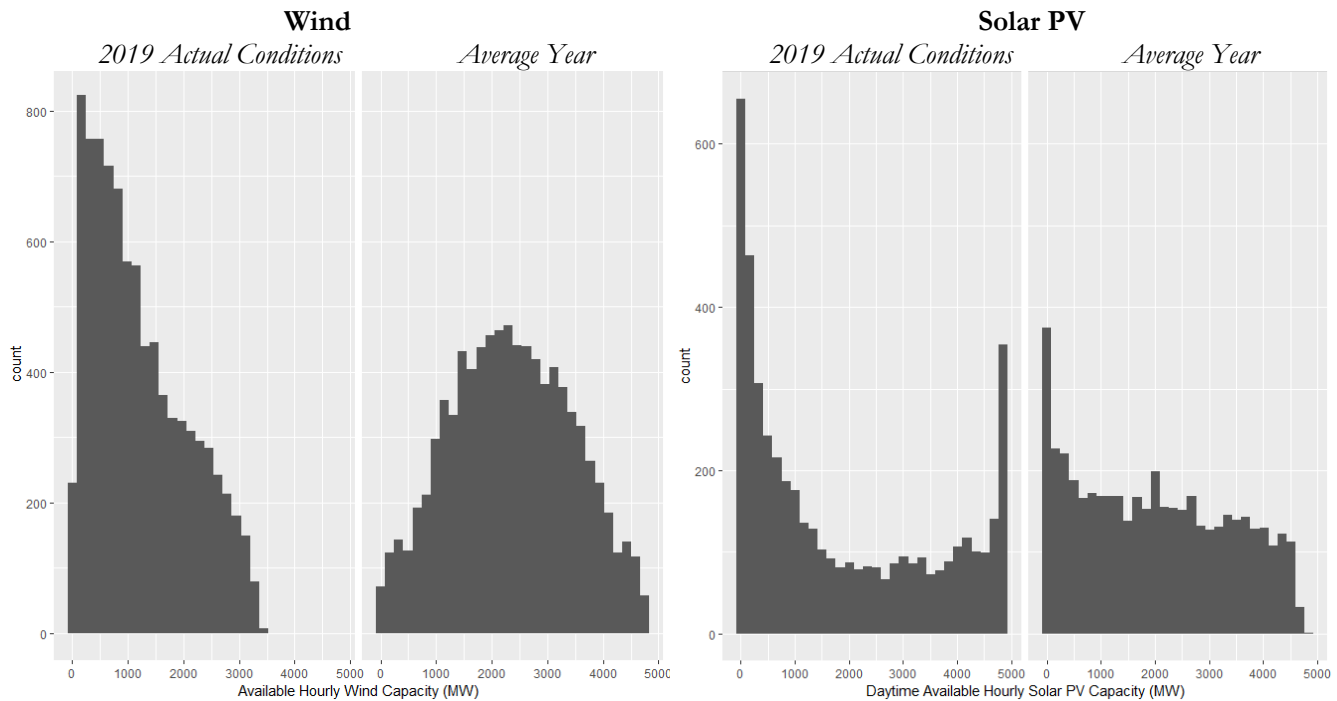 Wind
2019 Actual Conditions
Average Year
800
600
400
200
0
count
0 1000 2000 3000 4000 5000
0 1000 2000 3000 4000 5000
Available Hourly Wind Capacity (MW)
Solar PV
2019 Actual Conditions
Average Year
600
400
200
0
count
0 1000 2000 3000 4000 5000
0 1000 2000 3000 4000 5000
Daytime Available Hourly Solar PV Capacity (MW)